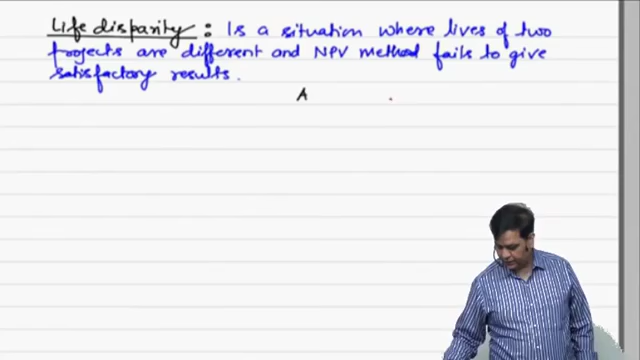 Life disparity : Is a situation where lives of two
projects are different and NPV method fails to give
satisfactory results.
A